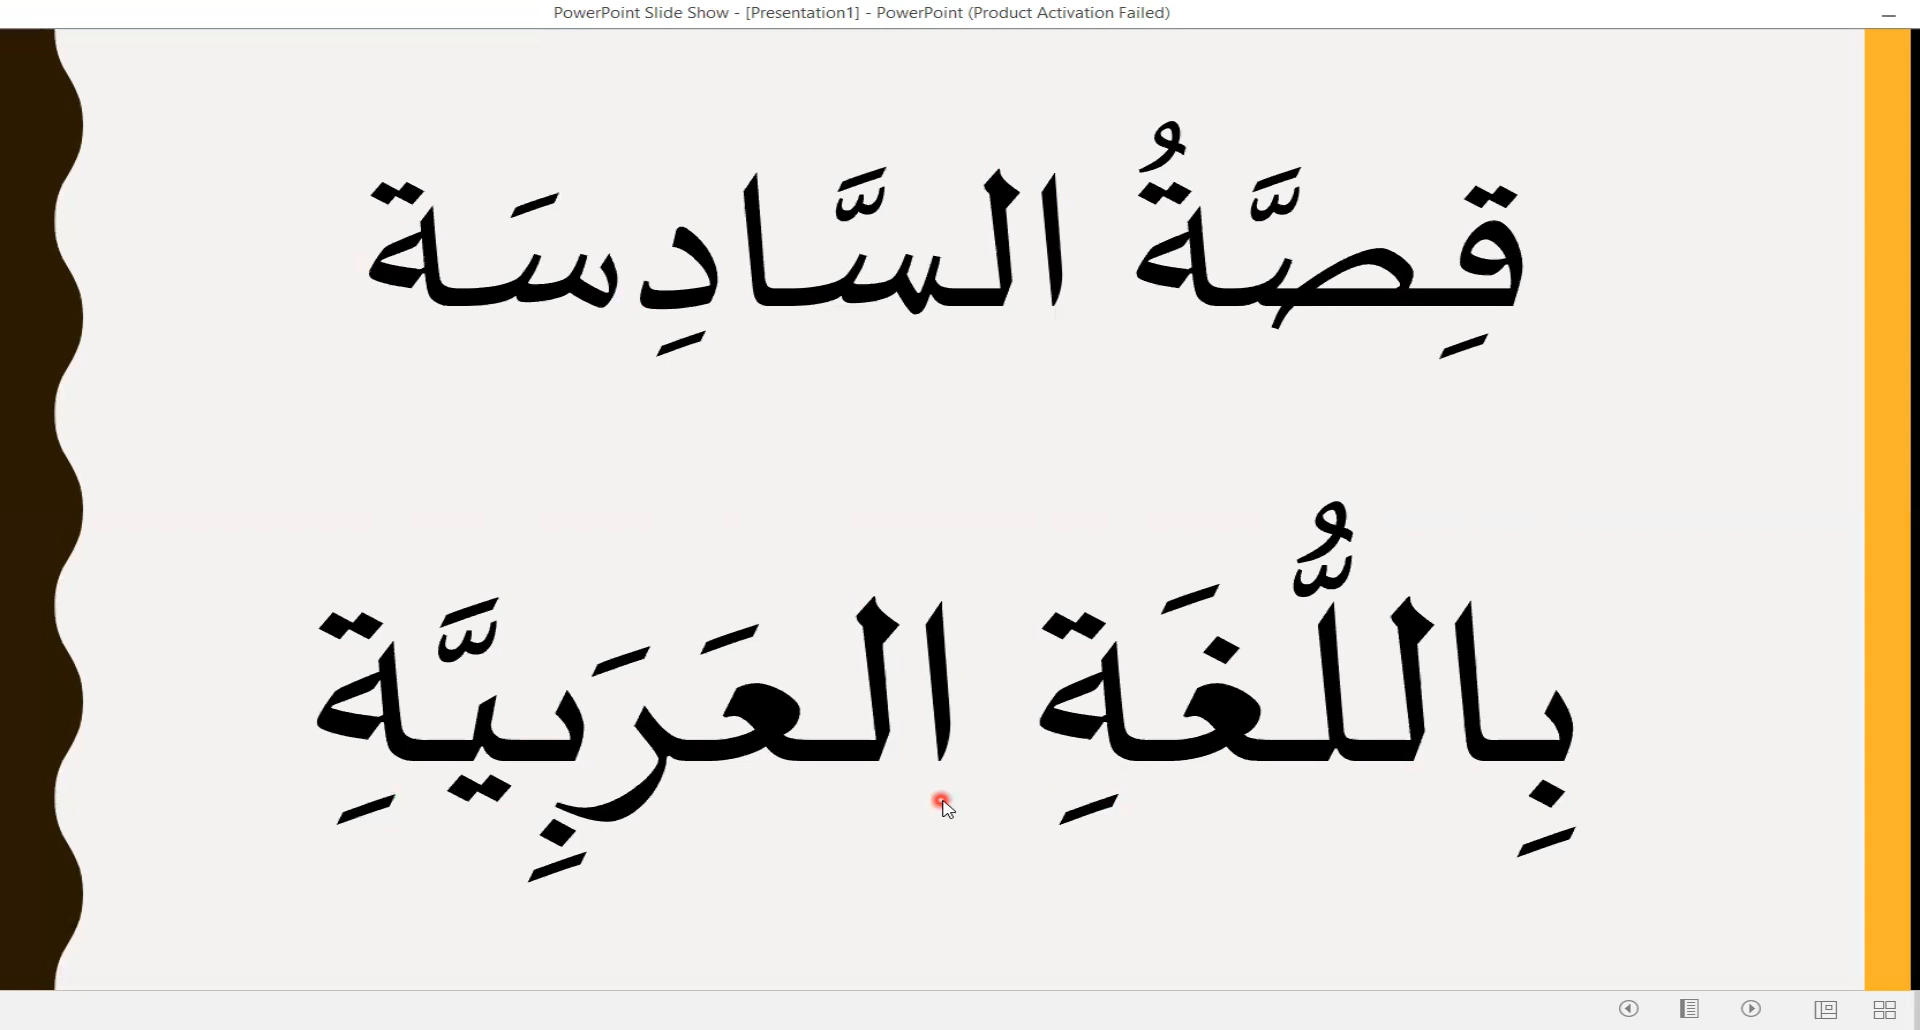 PowerPoint Slide Show - [Presentation1] - PowerPoint (Product Activation Failed)
قِصَّةُ السَّادِسَة
بِاللُّغَةِ العَرَبِيَّةِ